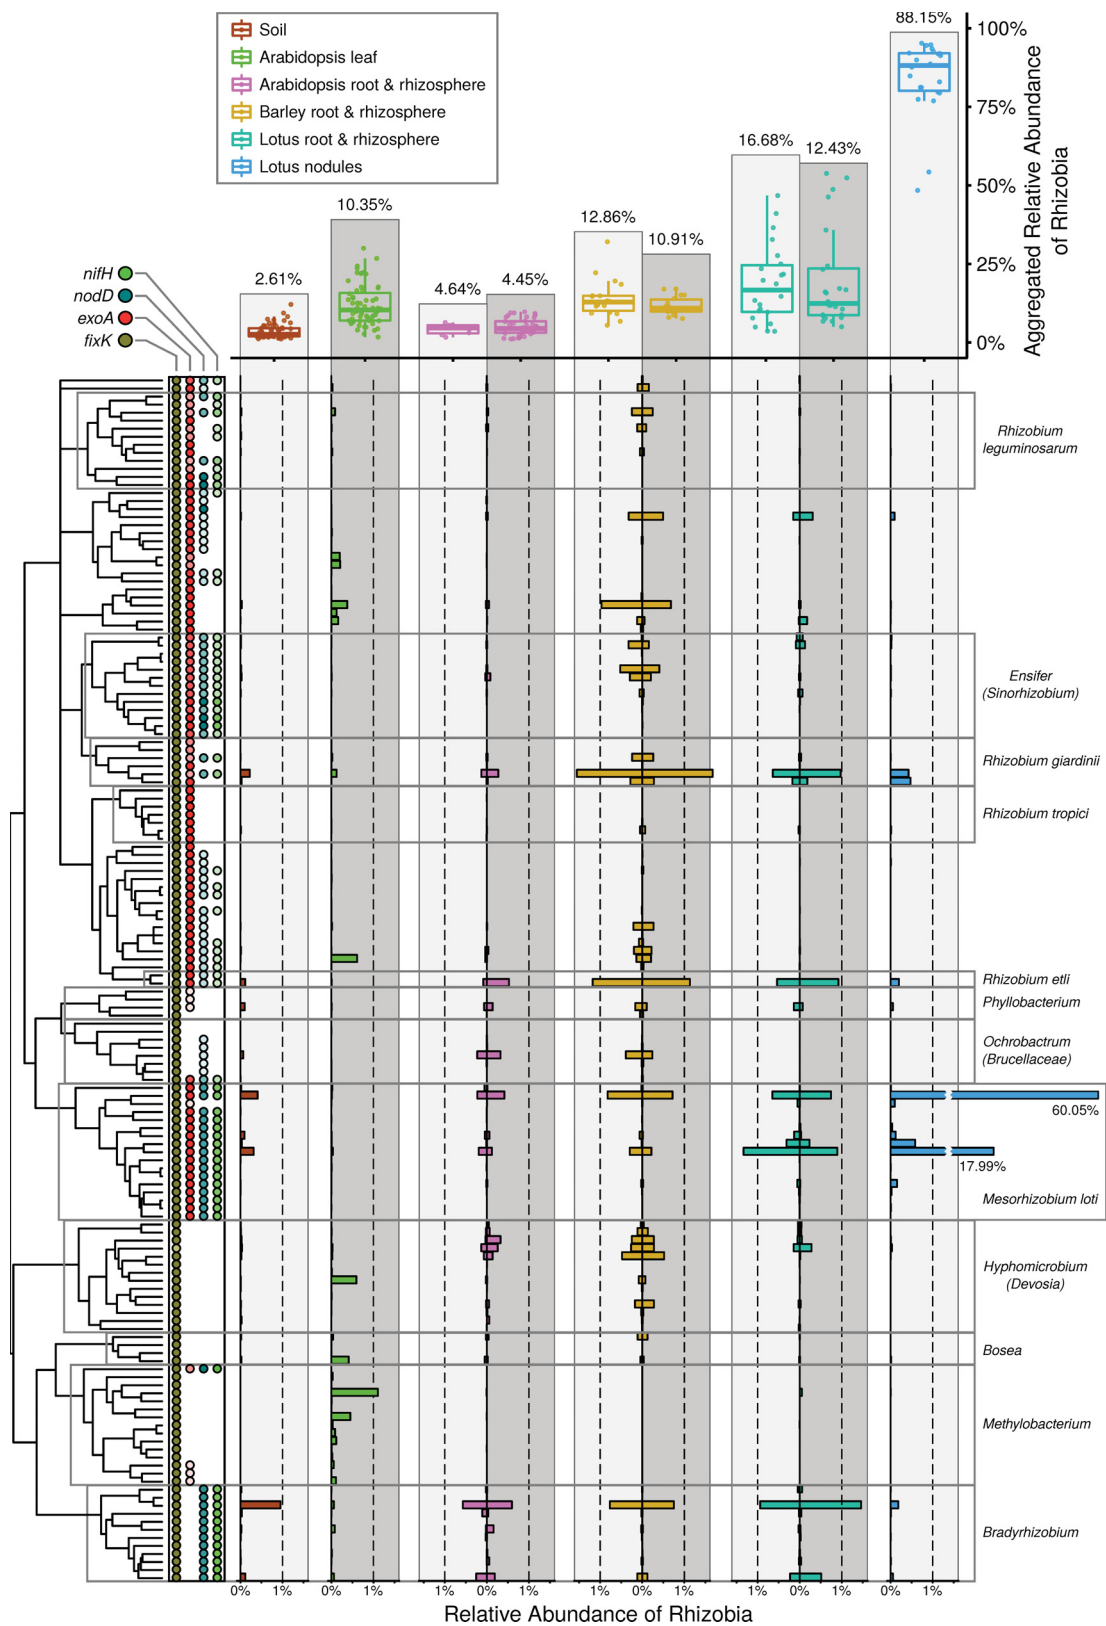 Soil
Arabidopsis leaf
Arabidopsis root & rhizosphere
Barley root & rhizosphere
Lotus root & rhizosphere
Lotus nodules
88.15%
100%
75%
50%
25%
0%
Aggregated Relative Abundance
of Rhizobia
16.68%
12.43%
10.35%
12.86%
10.91%
2.61%
4.64%
4.45%
nifH
nodD
exoA
fixK
Rhizobium
leguminosarum
Ensifer
(Sinorhizobium)
Rhizobium giardinii
Rhizobium tropici
Rhizobium etli
Phyllobacterium
Ochrobactrum
(Brucellaceae)
60.05%
17.99%
Mesorhizobium loti
Hyphomicrobium
(Devosia)
Bosea
Methylobacterium
Bradyrhizobium
0% 1% 0% 1% 1% 0% 1% 1% 0% 1% 1% 0% 1% 0% 1%
Relative Abundance of Rhizobia